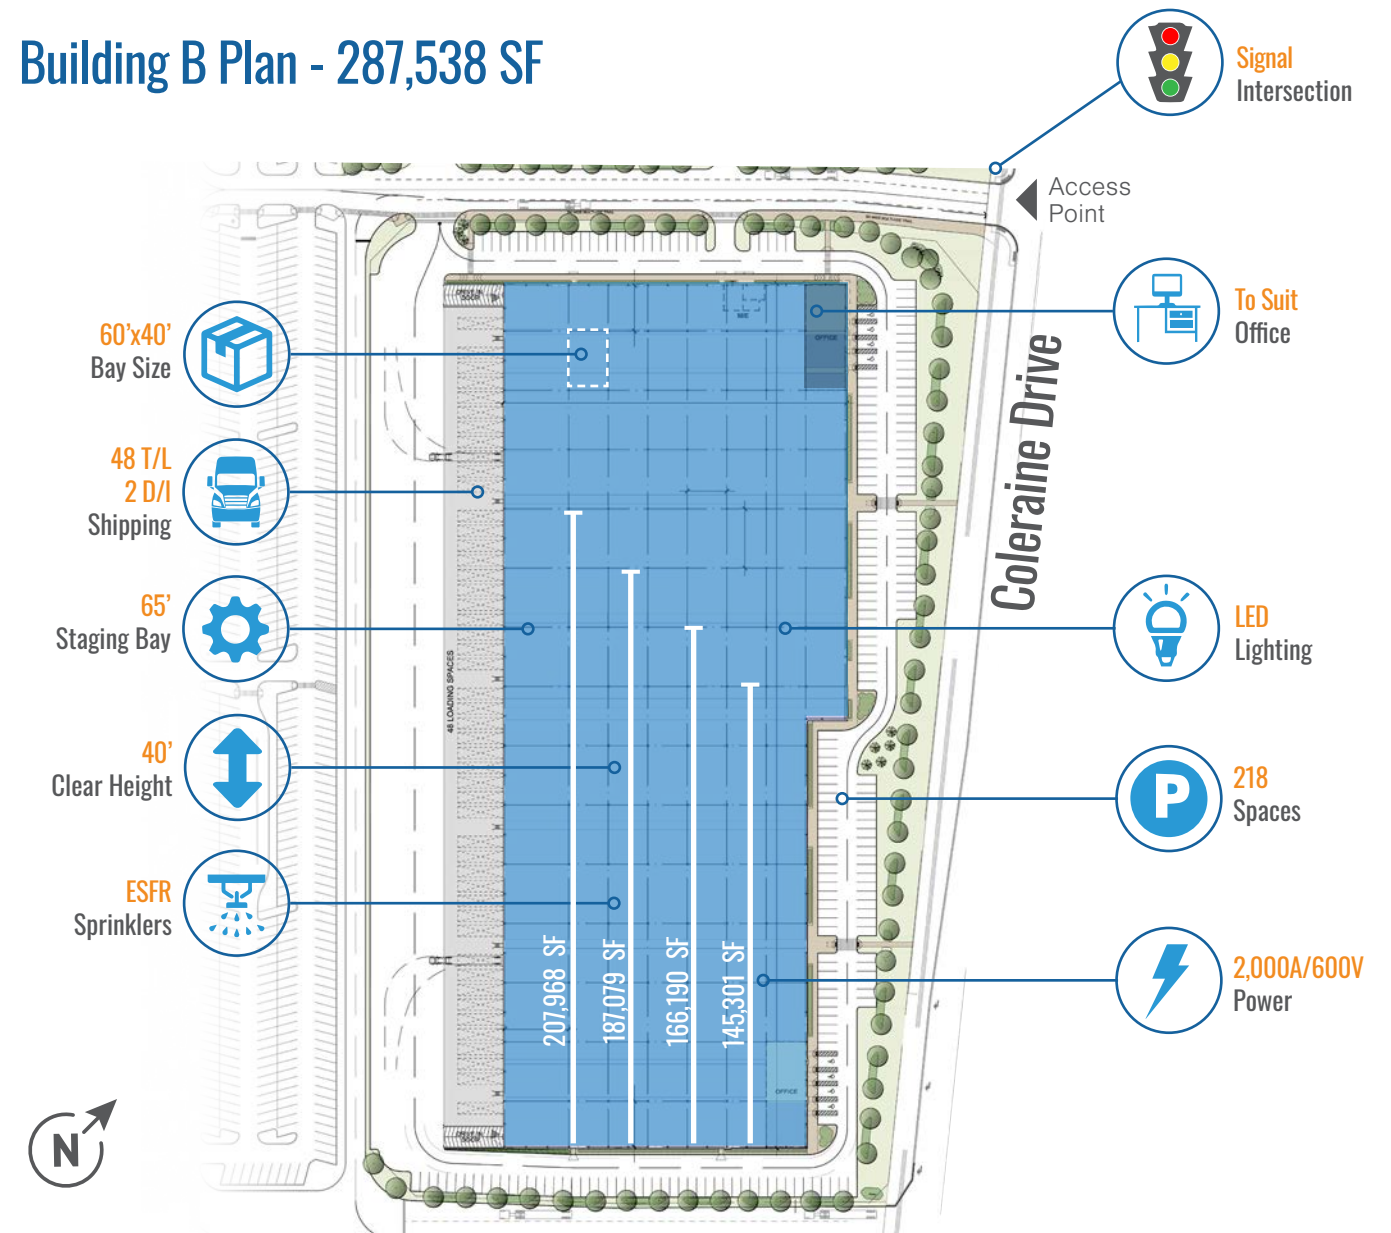 Building B Plan - 287,538 SF
Signal
Intersection
Access
Point
To Suit
Office
60'x40'
Bay Size
OFFICE
Coleraine Drive
48 T/L
2 D/I
Shipping
65'
Staging Bay
LED
Lighting
48 LOADING SPACES
40'
Clear Height
218
Spaces
ESFR
Sprinklers
207,968 SF
187,079 SF
166,190 SF
145,301 SF
2,000A/600V
Power
OFFICE
N
P